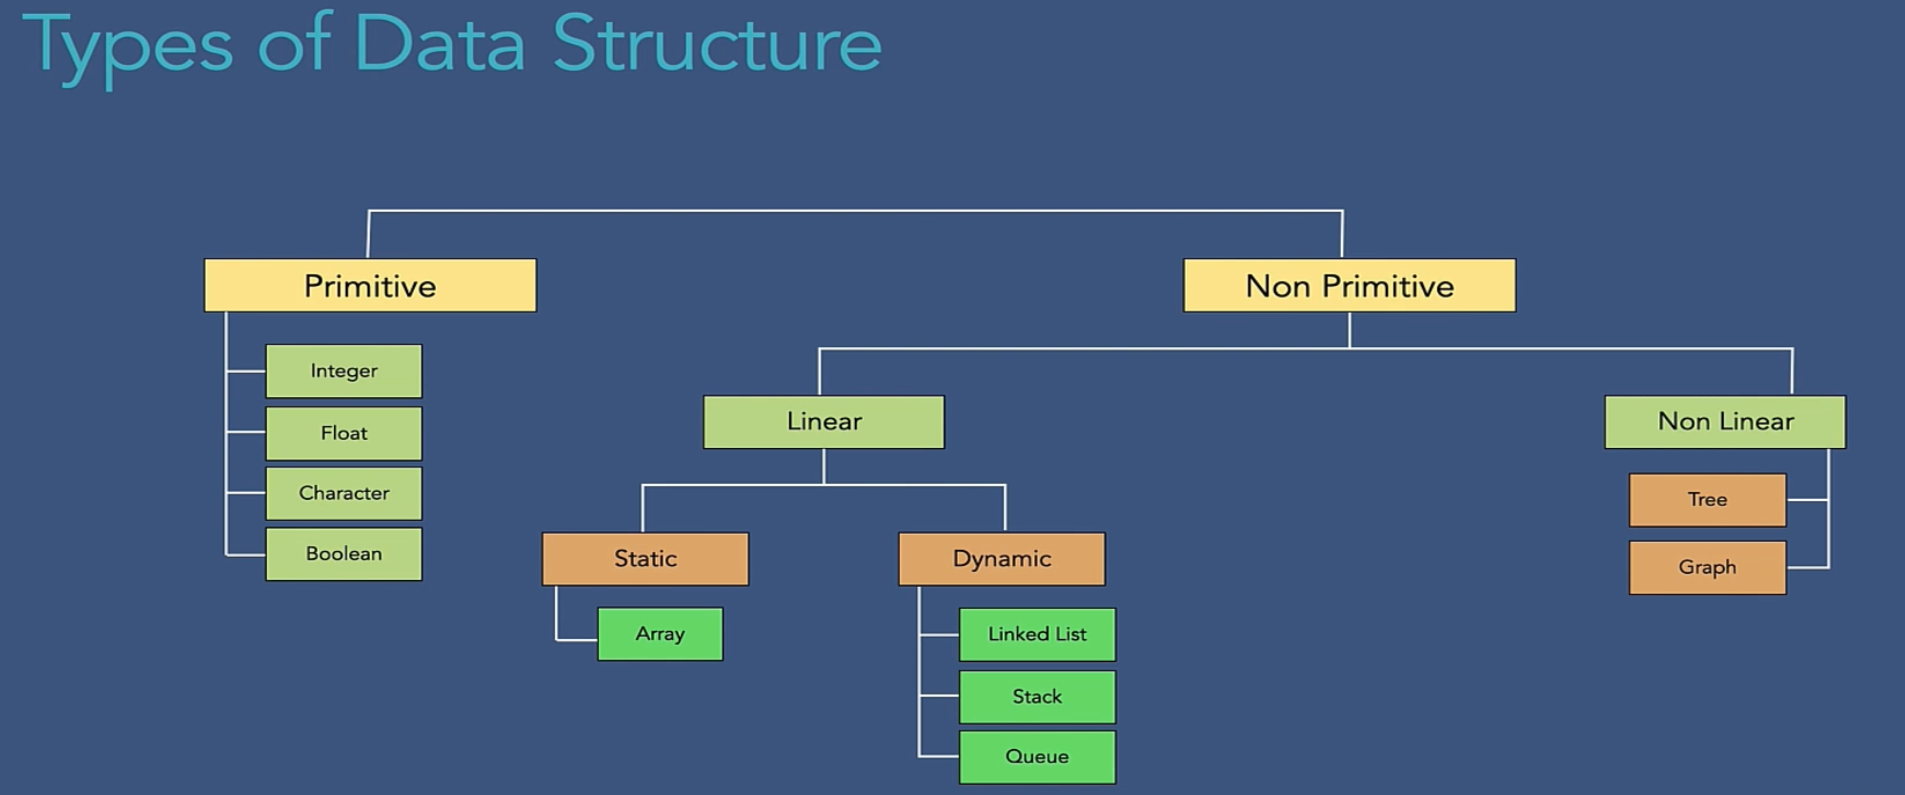 Types of Data Structure
Primitive
Non Primitive
Integer
Float
Character
Boolean
Linear
Non Linear
Static
Dynamic
Array
Linked List
Stack
Queue
Tree
Graph